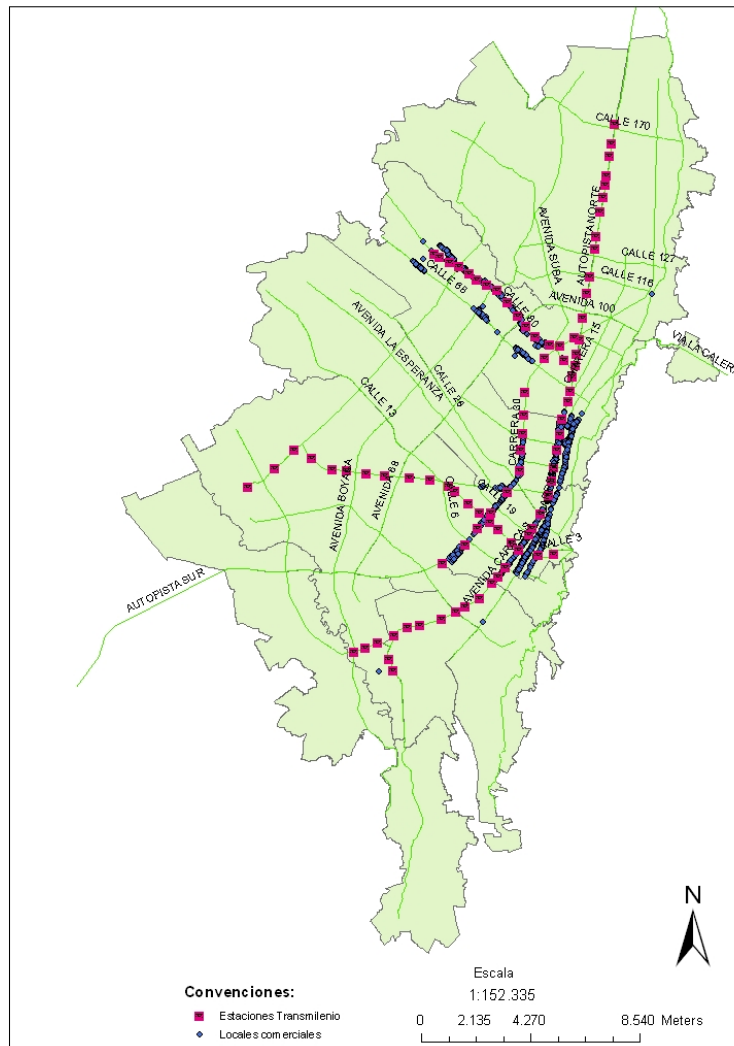 CALLE 170
AUTOPISTA NORTE
AVENIDA SUBA
CALLE 127
CALLE 116
CALLE 68
CALLE 80
AVENIDA 100
CARRERA 15
VIA LA CALERA
AVENIDA LA ESPERANZA
CALLE 26
CALLE 13
CARRERA 30
AVENIDA BOYACA
AVENIDA 68
CALLE 6
CALLE 19
CALLE 3
AVENIDA CARACAS
AUTOPISTA SUR
N
Escala
1:152.335
Convenciones:
Estaciones Transmilenio
Locales comerciales
0 2.135 4.270 8.540 Meters